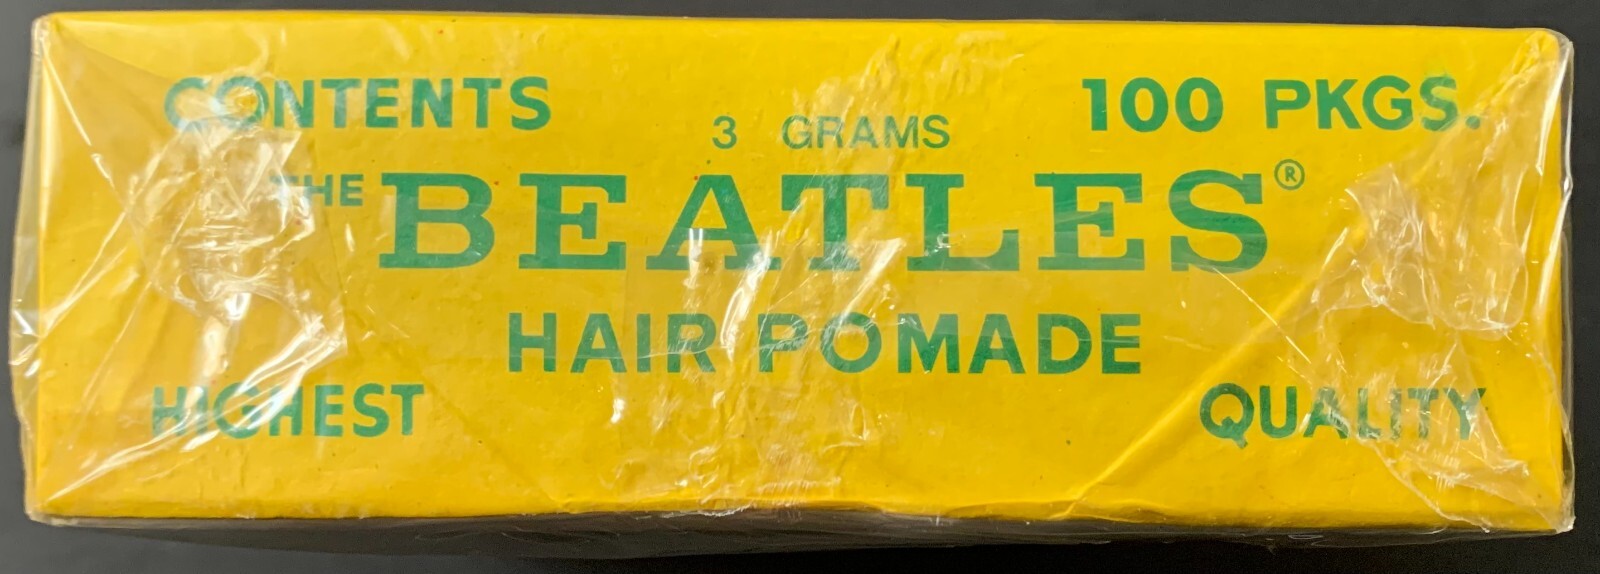 CONTENTS 3 GRAMS 100 PKGS.
THE BEATLES®
HAIR POMADE
HIGHEST QUALITY